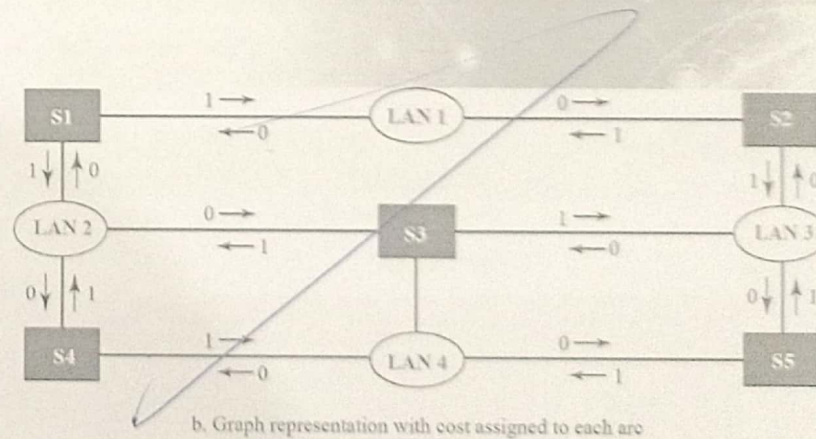 1 → 0 →
S1 LAN 1 S2
← 0 ← 1
1 ↓ ↑ 0 1 ↓ ↑ 0
0 → 1 →
LAN 2 S3 LAN 3
← 1 ← 0
0 ↓ ↑ 1 0 ↓ ↑ 1
1 → 0 →
S4 LAN 4 S5
← 0 ← 1
b. Graph representation with cost assigned to each arc